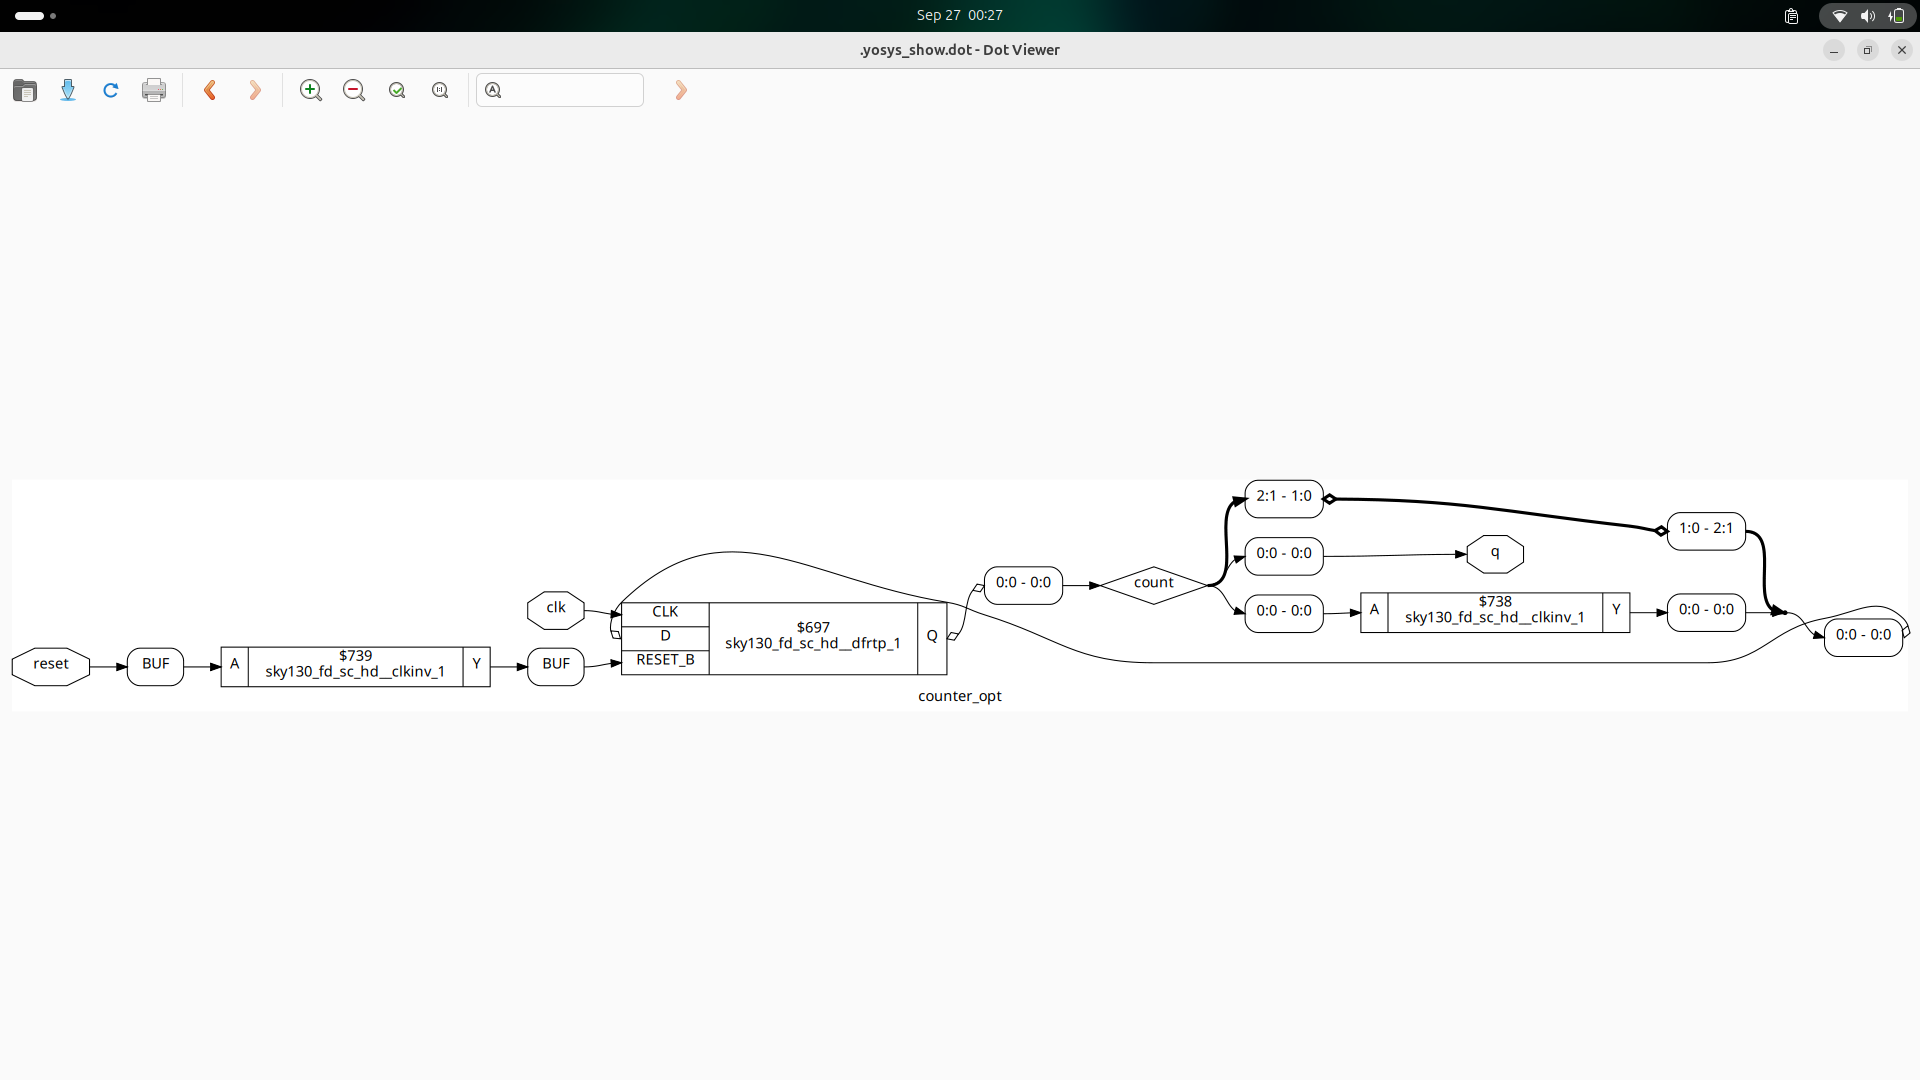 Sep 27 00:27
.yosys_show.dot - Dot Viewer
2:1 - 1:0
1:0 - 2:1
0:0 - 0:0
q
0:0 - 0:0
count
clk
CLK
D
RESET_B
$697
sky130_fd_sc_hd__dfrtp_1
Q
0:0 - 0:0
A
$738
sky130_fd_sc_hd__clkinv_1
Y
0:0 - 0:0
0:0 - 0:0
reset
BUF
A
$739
sky130_fd_sc_hd__clkinv_1
Y
BUF
counter_opt